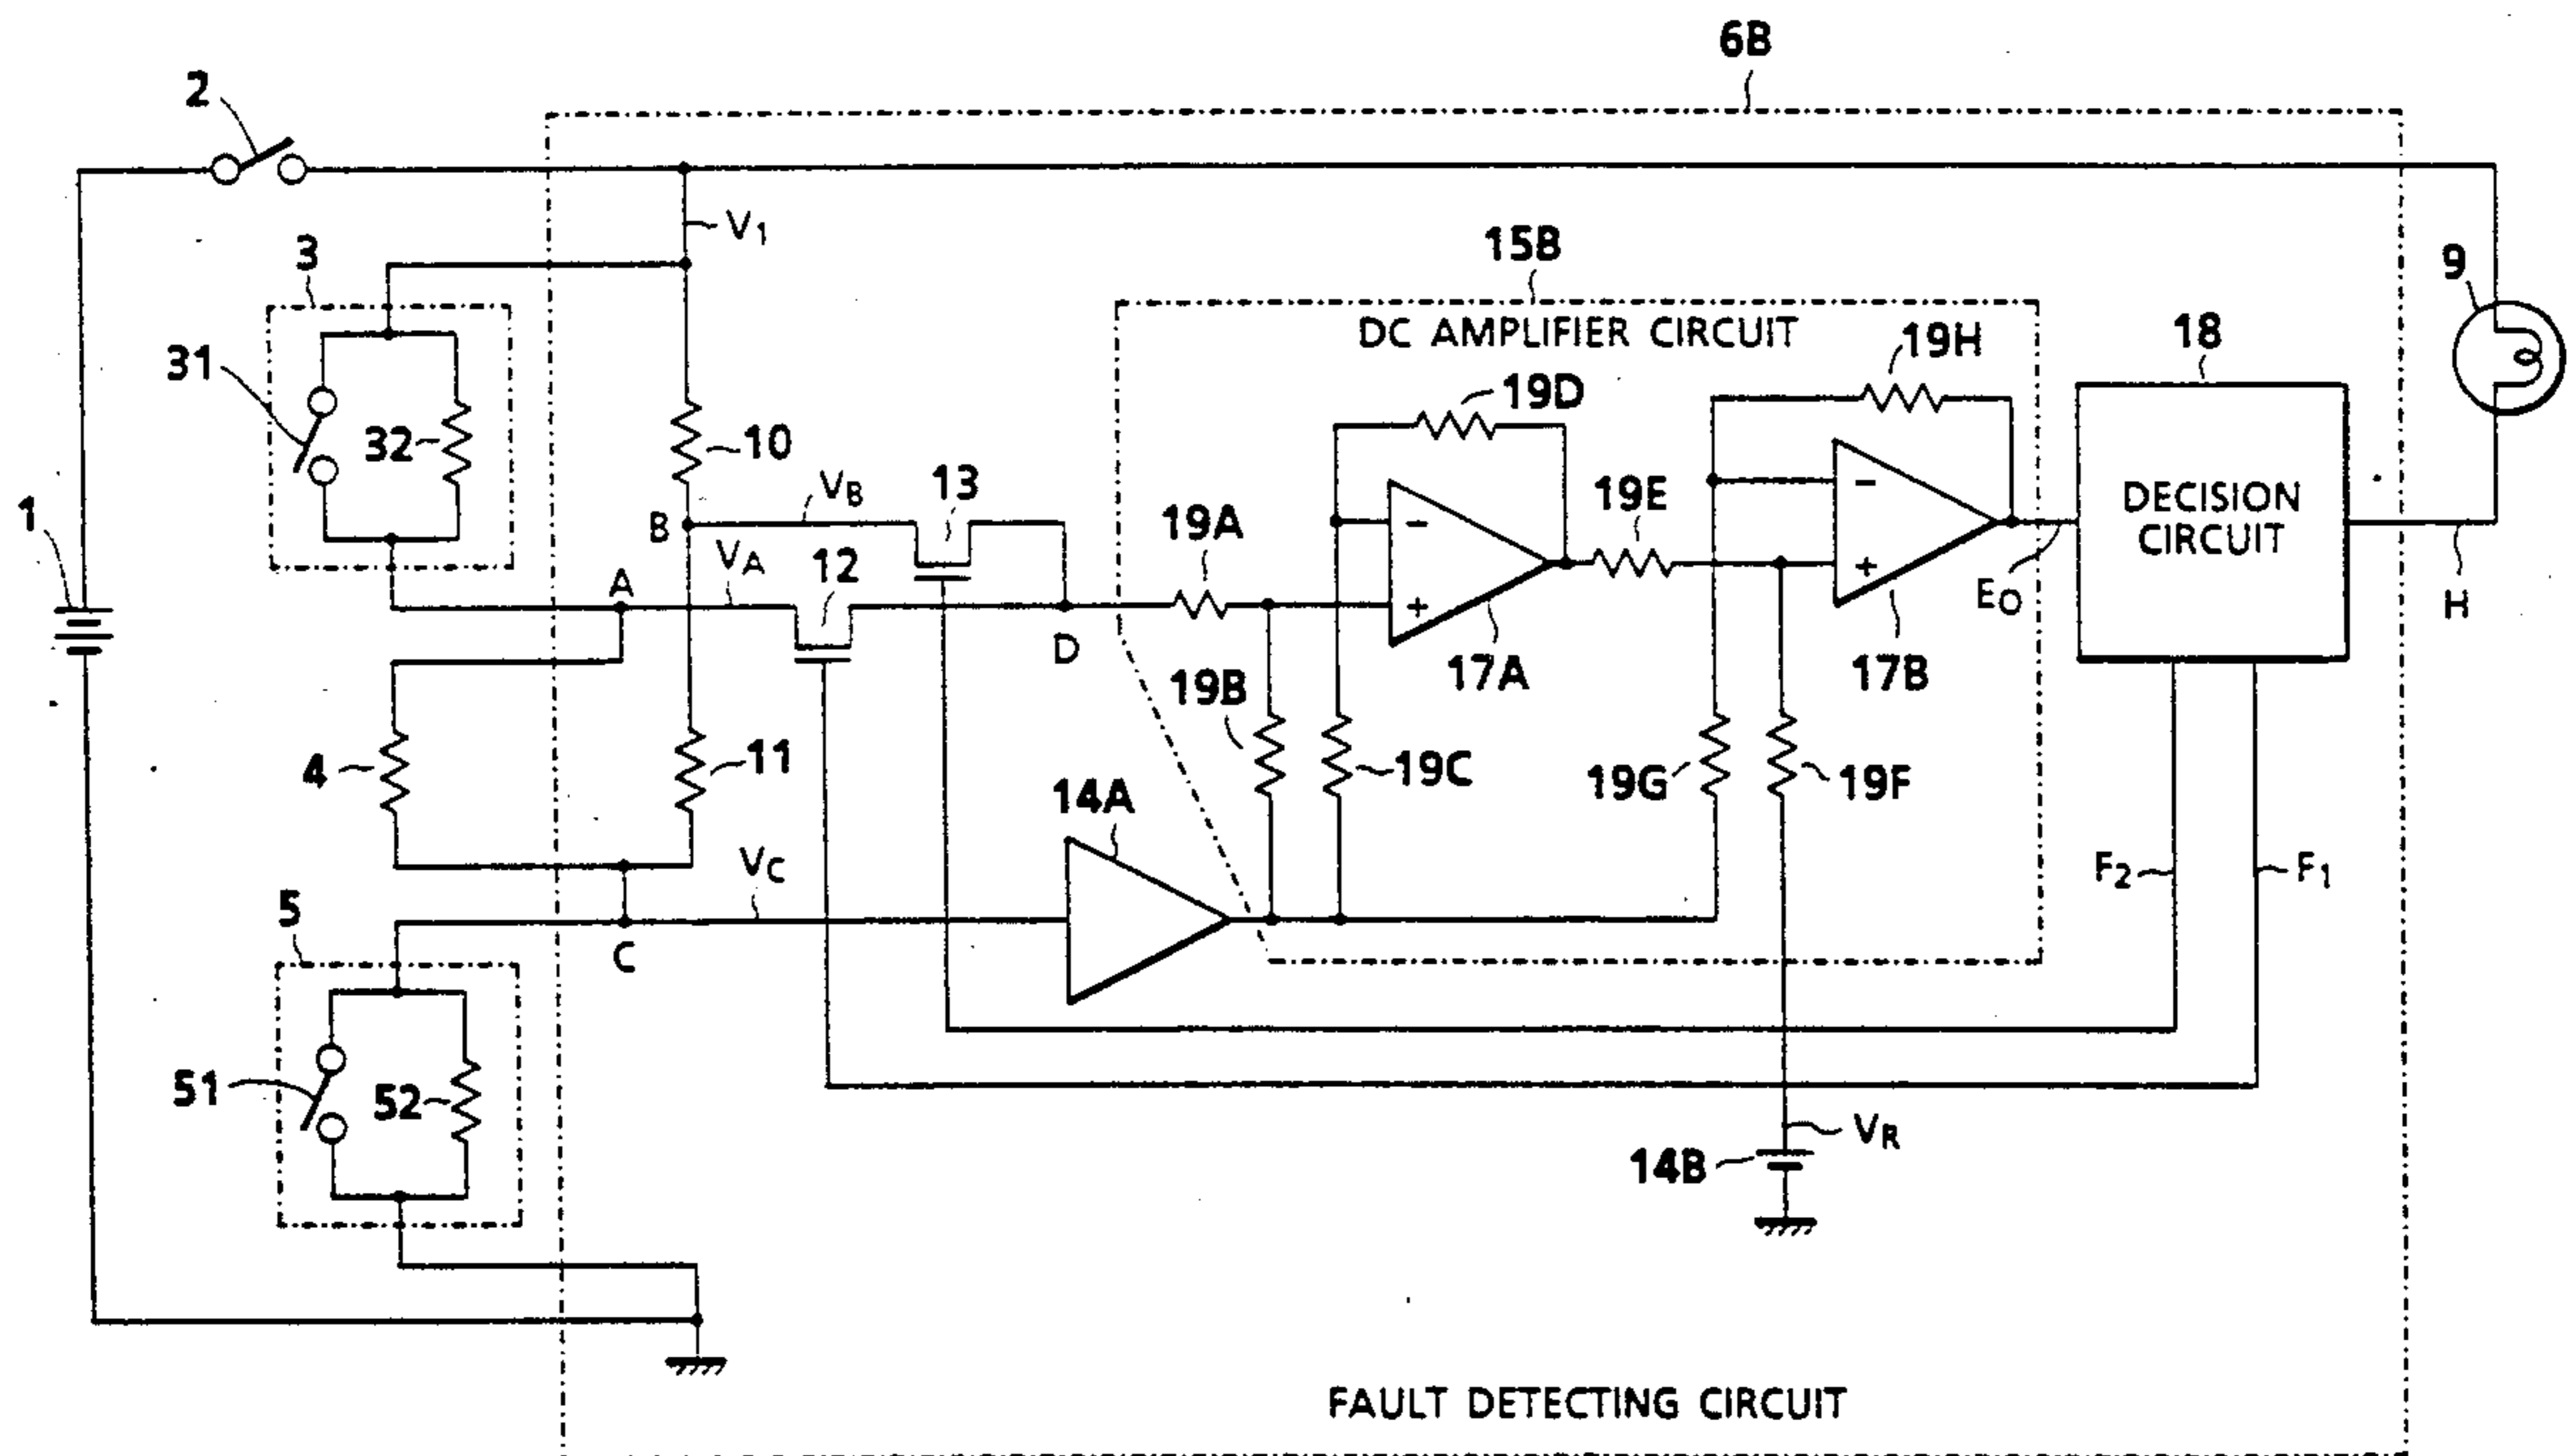 6B
2
V1
15B
3
9
DC AMPLIFIER CIRCUIT
19H
18
31
19D
32
10
VB
13
19E
DECISION
CIRCUIT
1
B
19A
A
VA
12
EO
H
D
17A
17B
19B
4
11
19C
19G
19F
14A
VC
F2
F1
5
C
51
52
VR
14B
FAULT DETECTING CIRCUIT
- + - +